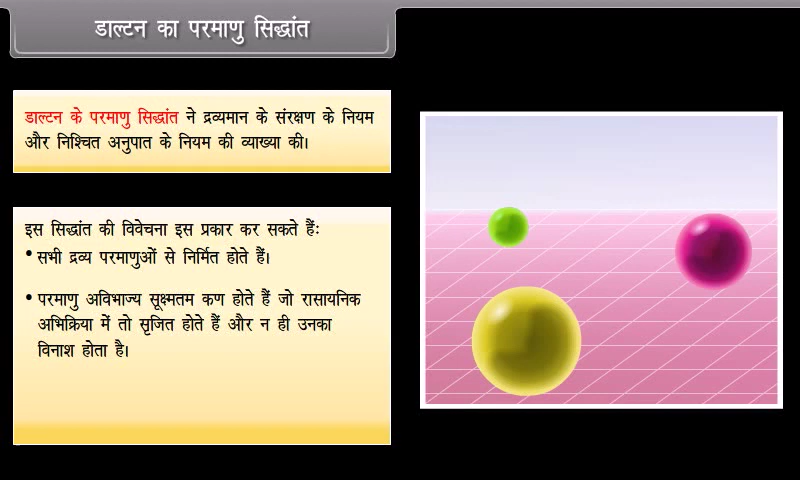 डाल्टन का परमाणु सिद्धांत
डाल्टन के परमाणु सिद्धांत ने द्रव्यमान के संरक्षण के नियम
और निश्चित अनुपात के नियम की व्याख्या की।
इस सिद्धांत की विवेचना इस प्रकार कर सकते हैंः
• सभी द्रव्य परमाणुओं से निर्मित होते हैं।
• परमाणु अविभाज्य सूक्ष्मतम कण होते हैं जो रासायनिक
अभिक्रिया में तो सृजित होते हैं और न ही उनका
विनाश होता है।